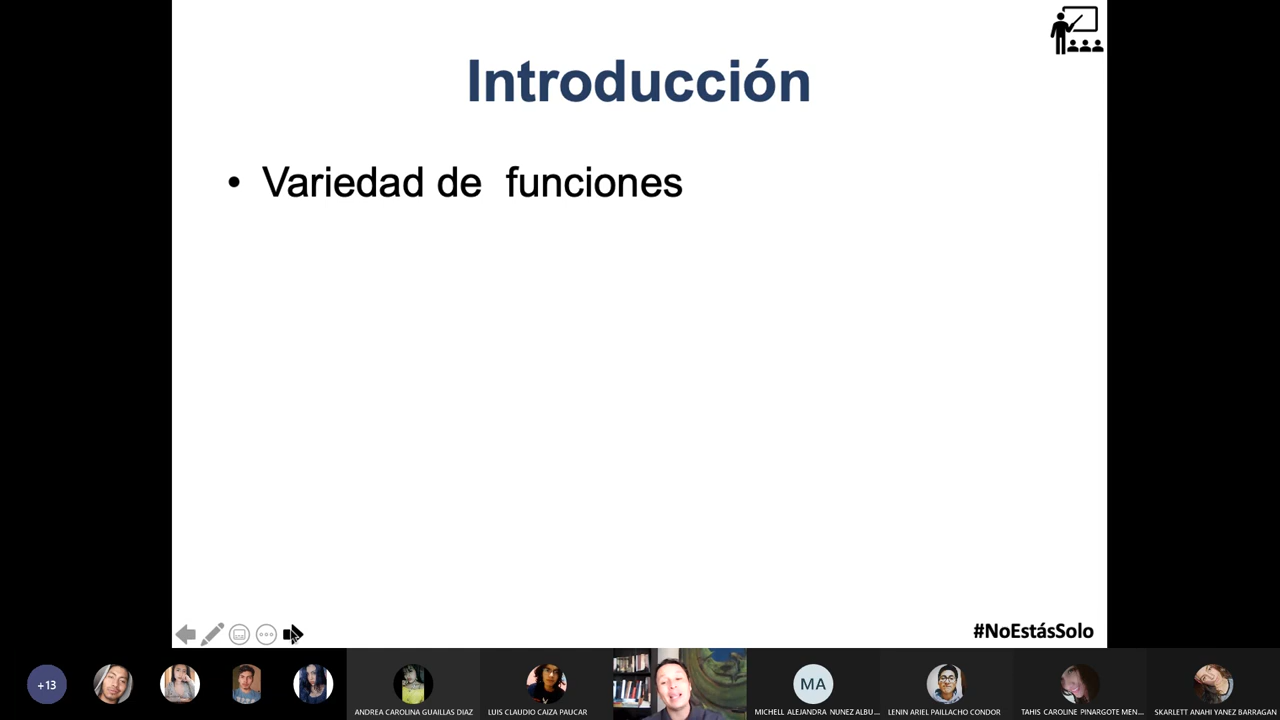 Introducción
• Variedad de  funciones
#NoEstásSolo
+13
ANDREA CAROLINA GUAILLAS DIAZ
LUIS CLAUDIO CAIZA PAUCAR
MA
MICHELL ALEJANDRA NUNEZ ALBU...
LENIN ARIEL PAILLACHO CONDOR
TAHIS CAROLINE PINARGOTE MEN...
SKARLETT ANAHI YANEZ BARRAGAN